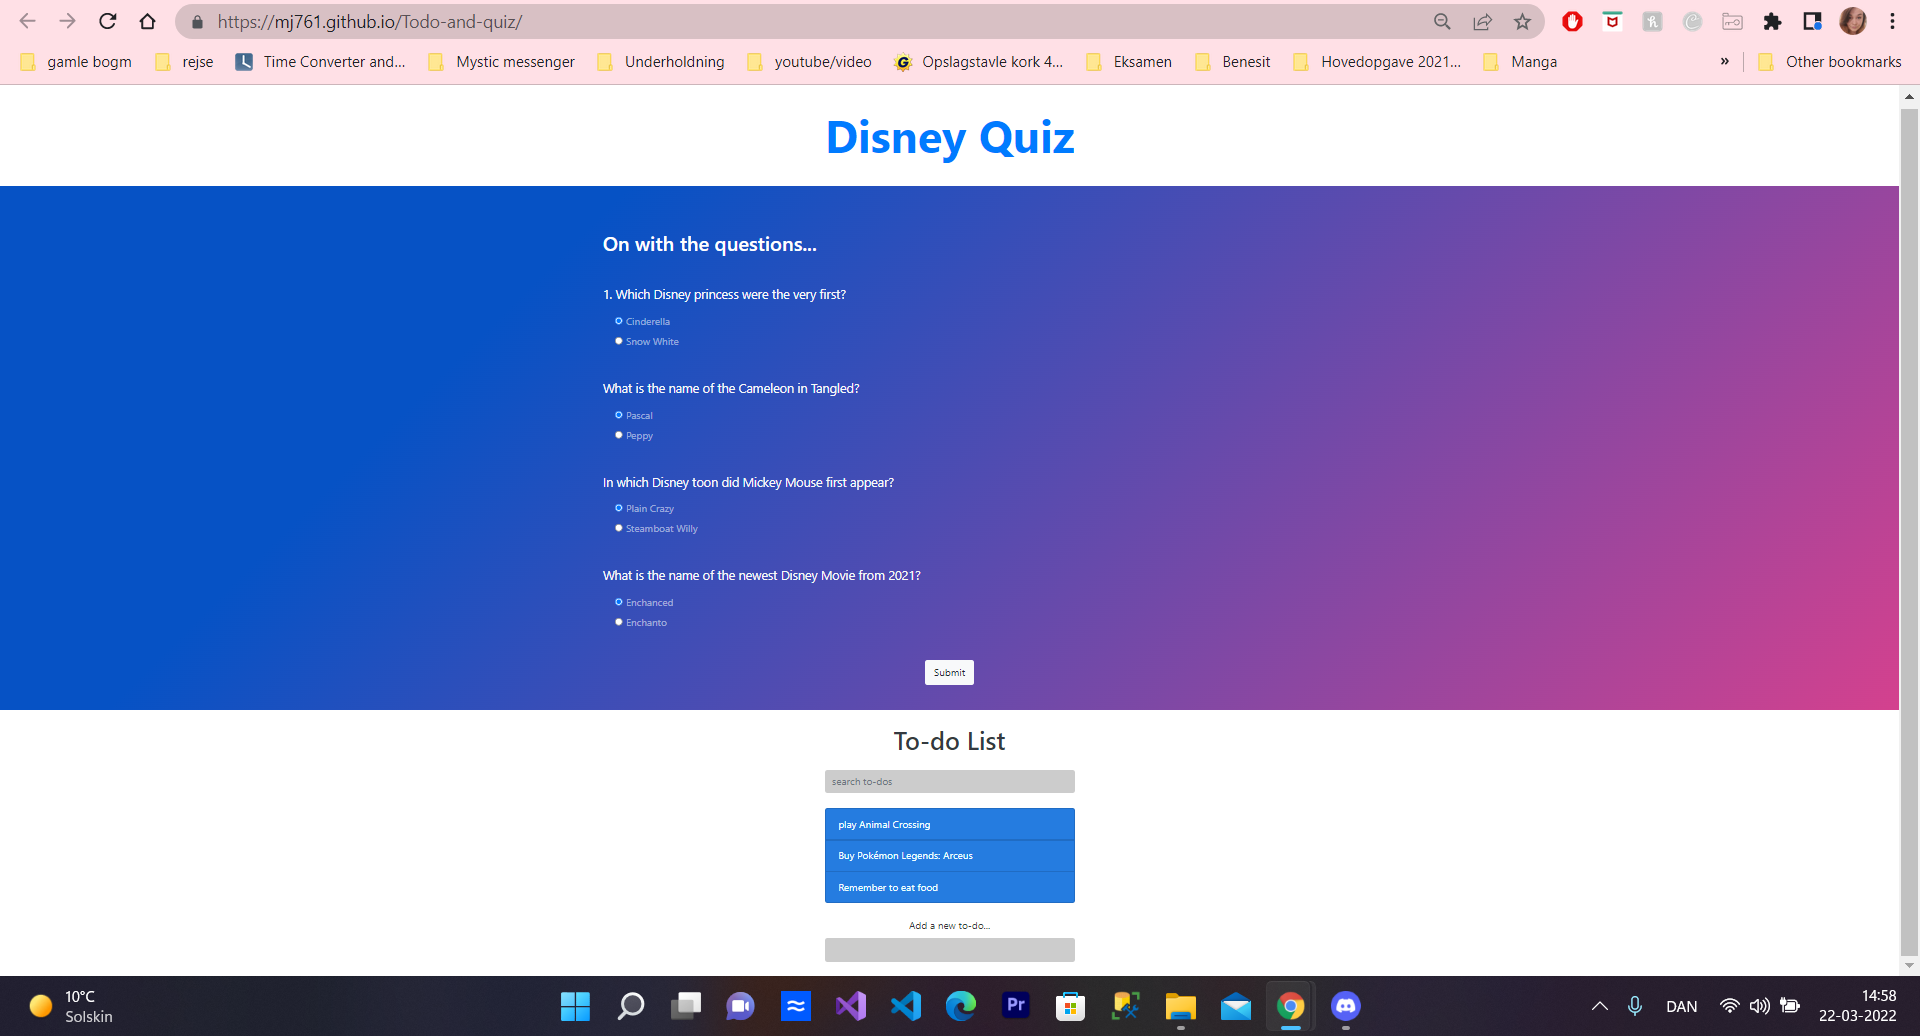 https://mj761.github.io/Todo-and-quiz/
gamle bogm
rejse
Time Converter and...
Mystic messenger
Underholdning
youtube/video
Opslagstavle kork 4...
Eksamen
Benesit
Hovedopgave 2021...
Manga
»
Other bookmarks
Disney Quiz
On with the questions...
1. Which Disney princess were the very first?
Cinderella
Snow White
What is the name of the Cameleon in Tangled?
Pascal
Peppy
In which Disney toon did Mickey Mouse first appear?
Plain Crazy
Steamboat Willy
What is the name of the newest Disney Movie from 2021?
Enchanced
Enchanto
Submit
To-do List
search to-dos
play Animal Crossing
Buy Pokémon Legends: Arceus
Remember to eat food
Add a new to-do...
10°C
Solskin
Pr
DAN
14:58
22-03-2022